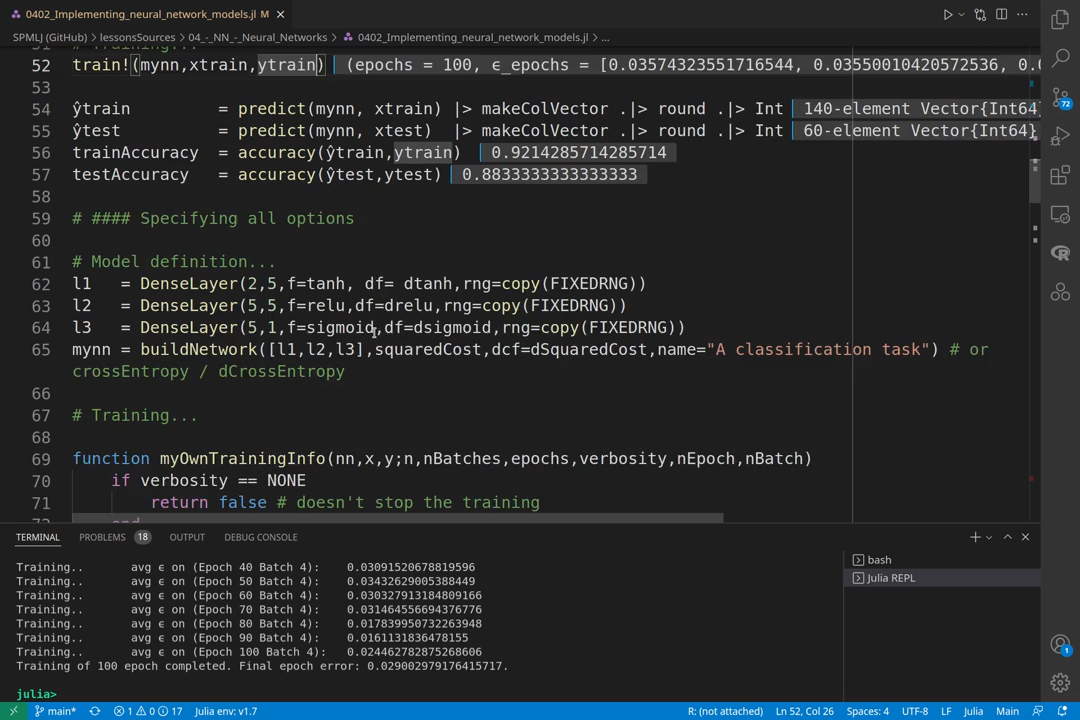 0402_Implementing_neural_network_models.jl M
SPMLJ (GitHub) > lessonsSources > 04_-_NN_-_Neural_Networks > 0402_Implementing_neural_network_models.jl > ...
52 train!(mynn,xtrain,ytrain) (epochs = 100, ϵ_epochs = [0.03574323551716544, 0.03550010420572536, 0.0
53
54 ŷtrain = predict(mynn, xtrain) |> makeColVector .|> round .|> Int 140-element Vector{Int64}
55 ŷtest = predict(mynn, xtest) |> makeColVector .|> round .|> Int 60-element Vector{Int64}
56 trainAccuracy = accuracy(ŷtrain,ytrain) 0.9214285714285714
57 testAccuracy = accuracy(ŷtest,ytest) 0.8833333333333333
58
59 # #### Specifying all options
60
61 # Model definition...
62 l1 = DenseLayer(2,5,f=tanh, df= dtanh,rng=copy(FIXEDRNG))
63 l2 = DenseLayer(5,5,f=relu,df=drelu,rng=copy(FIXEDRNG))
64 l3 = DenseLayer(5,1,f=sigmoid,df=dsigmoid,rng=copy(FIXEDRNG))
65 mynn = buildNetwork([l1,l2,l3],squaredCost,dcf=dSquaredCost,name="A classification task") # or
crossEntropy / dCrossEntropy
66
67 # Training...
68
69 function myOwnTrainingInfo(nn,x,y;n,nBatches,epochs,verbosity,nEpoch,nBatch)
70 if verbosity == NONE
71 return false # doesn't stop the training
72 end
TERMINAL PROBLEMS 18 OUTPUT DEBUG CONSOLE
Training.. avg ϵ on (Epoch 40 Batch 4): 0.03091520678819596
Training.. avg ϵ on (Epoch 50 Batch 4): 0.03432629005388449
Training.. avg ϵ on (Epoch 60 Batch 4): 0.030327913184809166
Training.. avg ϵ on (Epoch 70 Batch 4): 0.031464556694376776
Training.. avg ϵ on (Epoch 80 Batch 4): 0.017839950732263948
Training.. avg ϵ on (Epoch 90 Batch 4): 0.0161131836478155
Training.. avg ϵ on (Epoch 100 Batch 4): 0.024462782875268606
Training of 100 epoch completed. Final epoch error: 0.029002979176415717.
julia>
bash
Julia REPL
72
1
main* 1 0 17 Julia env: v1.7 R: (not attached) Ln 52, Col 26 Spaces: 4 UTF-8 LF Julia Main